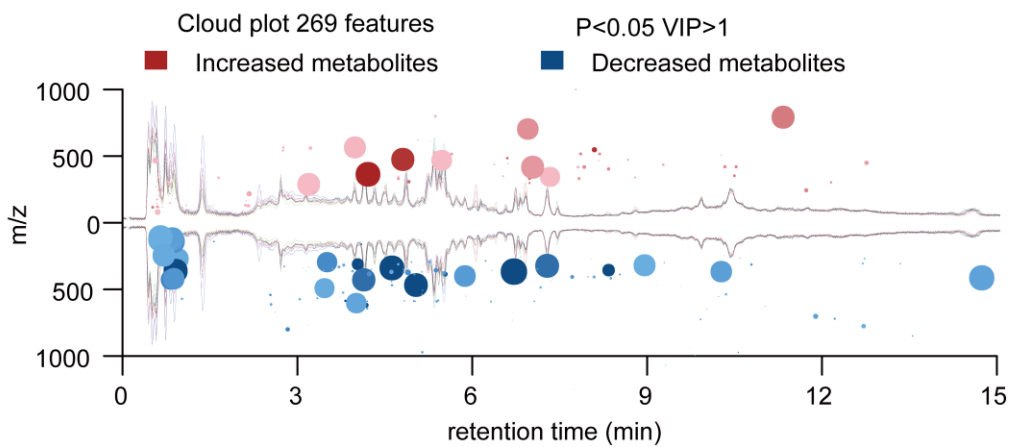 Cloud plot 269 features
P<0.05 VIP>1
Increased metabolites
Decreased metabolites
1000
500
0
500
1000
m/z
0
3
6
9
12
15
retention time (min)